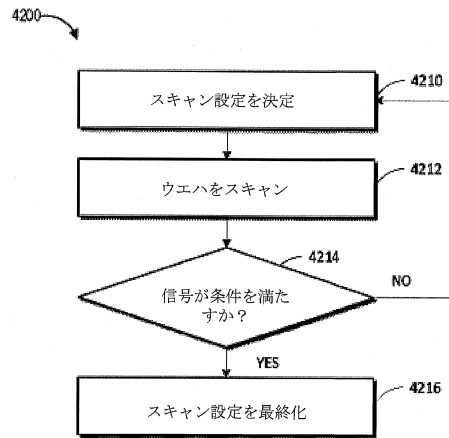 4200
スキャン設定を決定
4210
ウエハをスキャン
4212
4214
信号が条件を満た
すか？
NO
YES
スキャン設定を最終化
4216